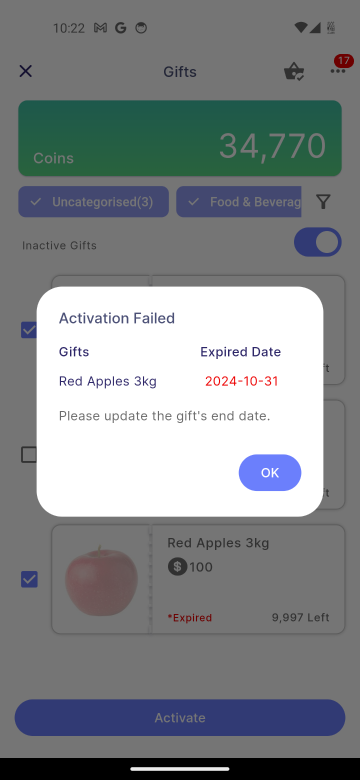 10:22
Gifts
17
Coins
34,770
Uncategorised(3)
Food & Beverag
Inactive Gifts
Activation Failed
Gifts
Expired Date
Red Apples 3kg
2024-10-31
Please update the gift's end date.
OK
Red Apples 3kg
100
*Expired
9,997 Left
Activate